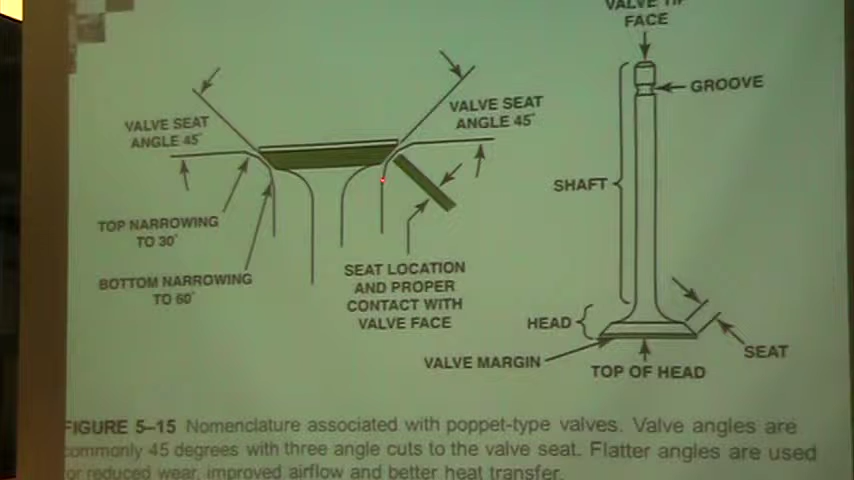 VALVE TIP
FACE
GROOVE
VALVE SEAT
ANGLE 45°
VALVE SEAT
ANGLE 45°
SHAFT
TOP NARROWING
TO 30°
BOTTOM NARROWING
TO 60°
SEAT LOCATION
AND PROPER
CONTACT WITH
VALVE FACE
HEAD
SEAT
VALVE MARGIN
TOP OF HEAD
FIGURE 5–15 Nomenclature associated with poppet-type valves. Valve angles are
commonly 45 degrees with three angle cuts to the valve seat. Flatter angles are used
for reduced wear, improved airflow and better heat transfer.